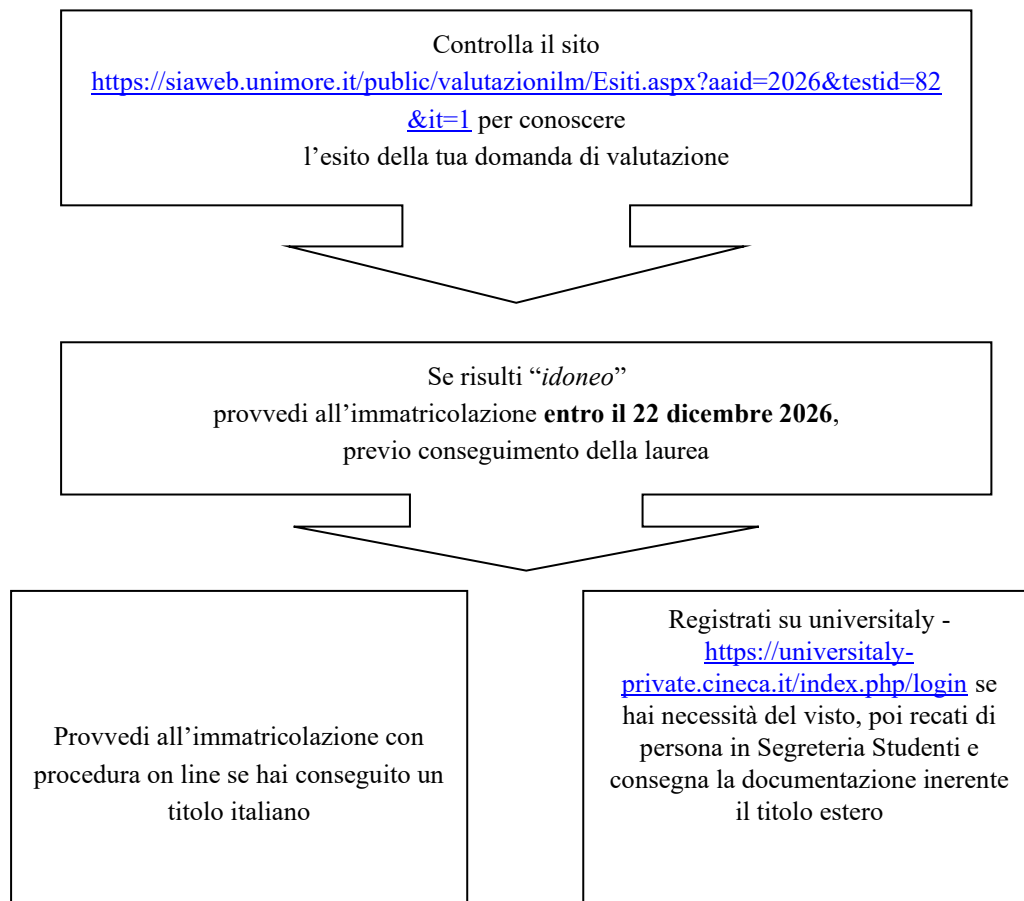 Controlla il sito
https://siaweb.unimore.it/public/valutazionilm/Esiti.aspx?aaid=2026&testid=82
&it=1 per conoscere
l’esito della tua domanda di valutazione
Se risulti “idoneo”
provvedi all’immatricolazione entro il 22 dicembre 2026,
previo conseguimento della laurea
Provvedi all’immatricolazione con
procedura on line se hai conseguito un
titolo italiano
Registrati su universitaly -
https://universitaly-
private.cineca.it/index.php/login se
hai necessità del visto, poi recati di
persona in Segreteria Studenti e
consegna la documentazione inerente
il titolo estero